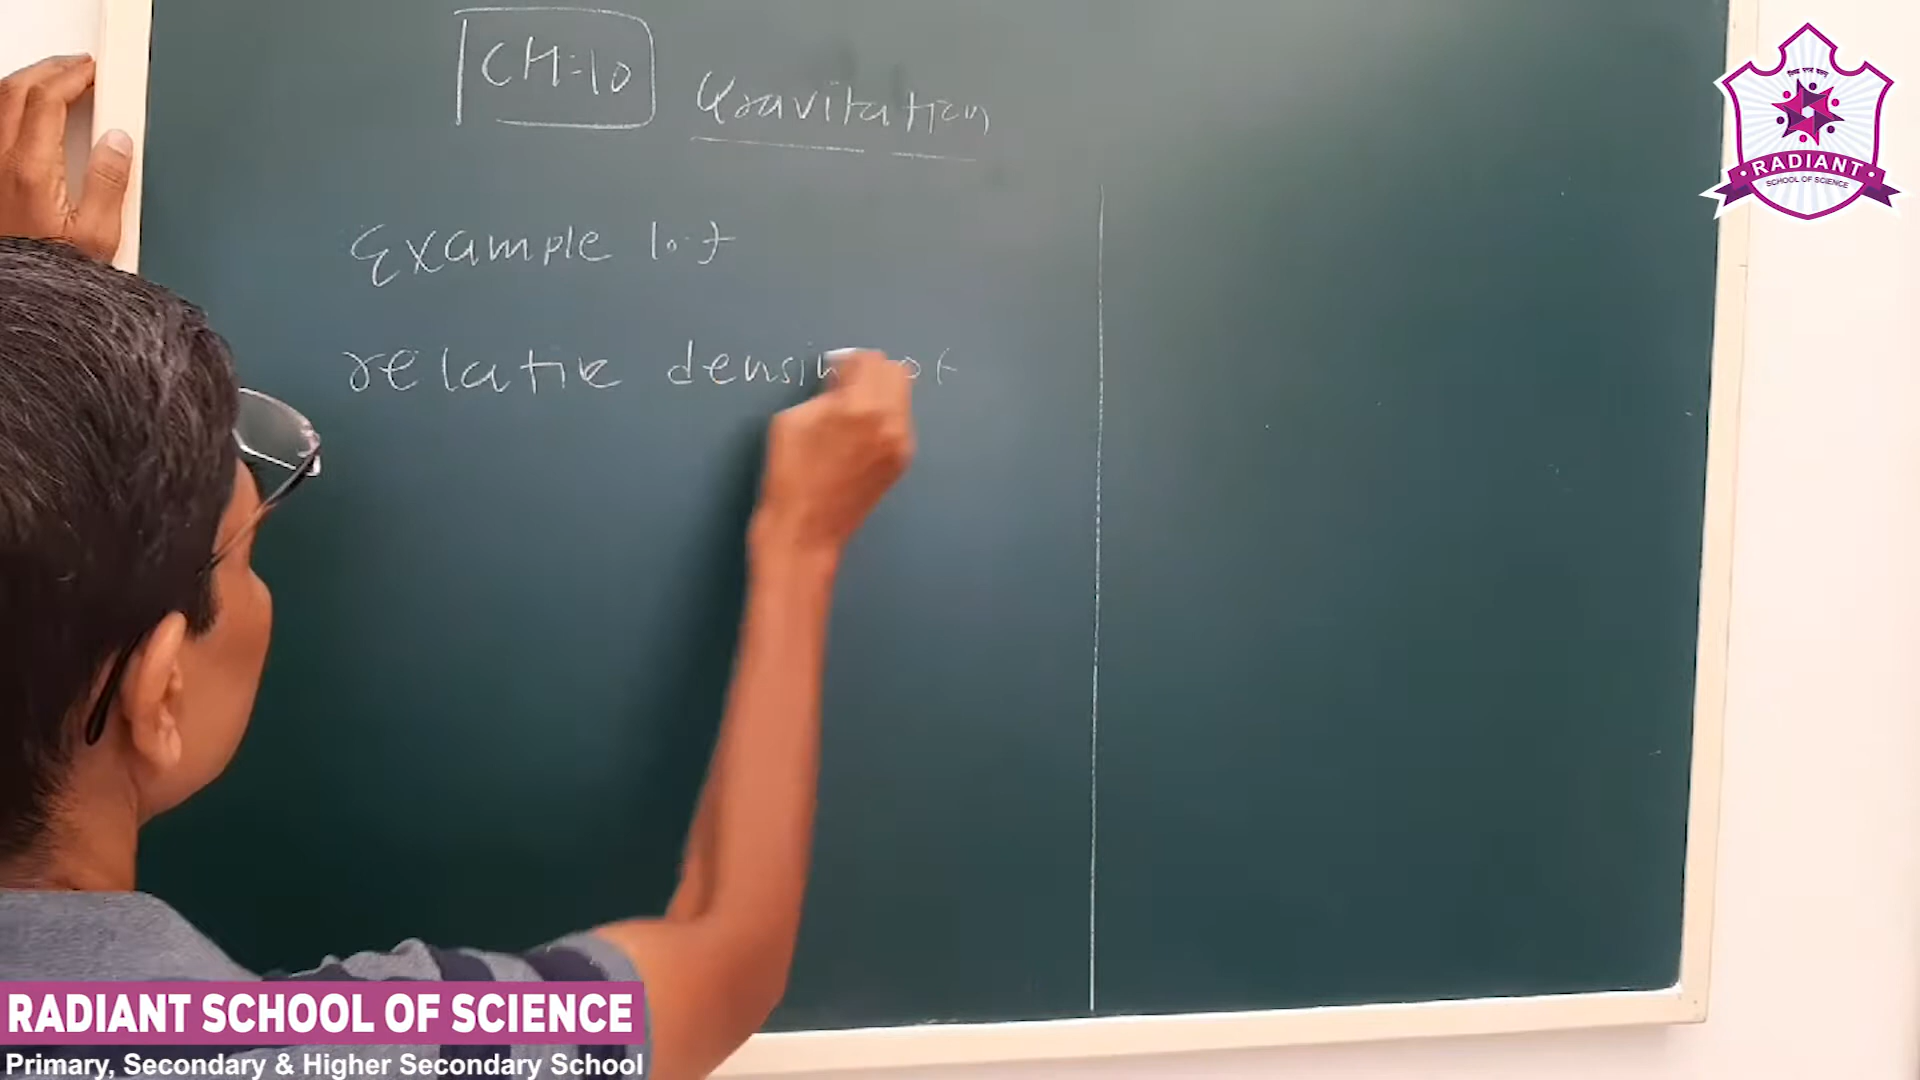 CH:-10 Gravitation
Example 10.7
relative density of
RADIANT
SCHOOL OF SCIENCE
RADIANT SCHOOL OF SCIENCE
Primary, Secondary & Higher Secondary School